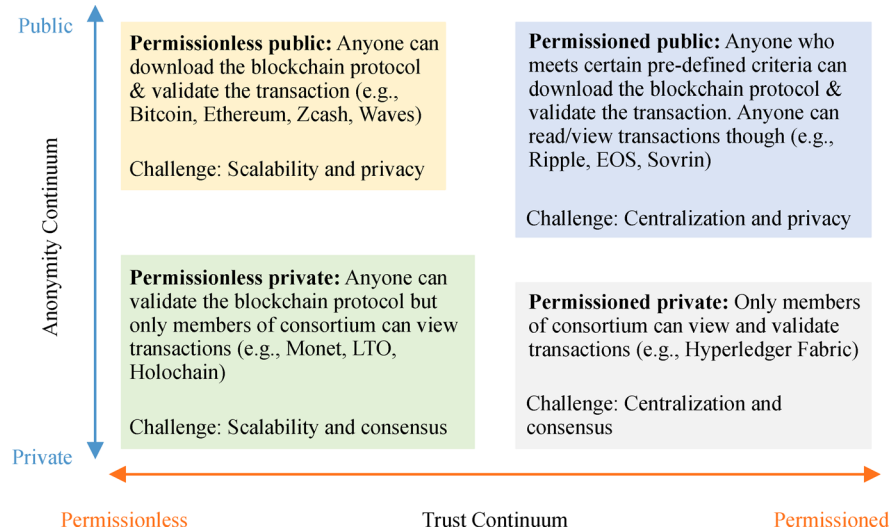 Public
Permissionless public: Anyone can
download the blockchain protocol
& validate the transaction (e.g.,
Bitcoin, Ethereum, Zcash, Waves)
Challenge: Scalability and privacy
Permissioned public: Anyone who
meets certain pre-defined criteria can
download the blockchain protocol &
validate the transaction. Anyone can
read/view transactions though (e.g.,
Ripple, EOS, Sovrin)
Challenge: Centralization and privacy
Anonymity Continuum
Permissionless private: Anyone can
validate the blockchain protocol but
only members of consortium can view
transactions (e.g., Monet, LTO,
Holochain)
Challenge: Scalability and consensus
Permissioned private: Only members
of consortium can view and validate
transactions (e.g., Hyperledger Fabric)
Challenge: Centralization and
consensus
Private
Permissionless
Trust Continuum
Permissioned